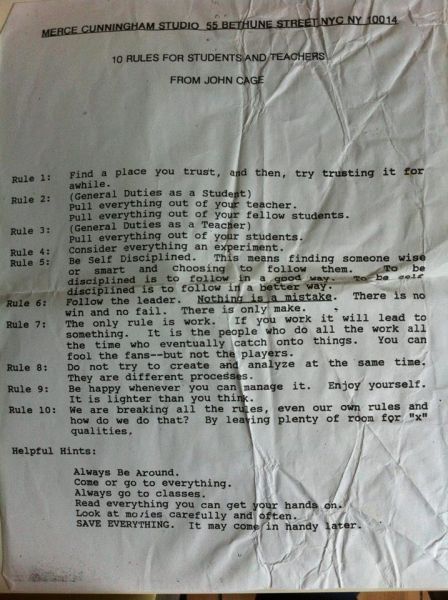 MERCE CUNNINGHAM STUDIO 55 BETHUNE STREET NYC NY 10014
10 RULES FOR STUDENTS AND TEACHERS
FROM JOHN CAGE
Rule 1: Find a place you trust, and then, try trusting it for
awhile.
Rule 2: (General Duties as a Student)
Pull everything out of your teacher.
Pull everything out of your fellow students.
Rule 3: (General Duties as a Teacher)
Pull everything out of your students.
Rule 4: Consider everything an experiment.
Rule 5: Be Self Disciplined. This means finding someone wise
or smart and choosing to follow them. To be
disciplined is to follow in a good way. To be self
disciplined is to follow in a better way.
Rule 6: Follow the leader. Nothing is a mistake. There is no
win and no fail. There is only make.
Rule 7: The only rule is work. If you work it will lead to
something. It is the people who do all the work all
the time who eventually catch onto things. You can
fool the fans--but not the players.
Rule 8: Do not try to create and analyze at the same time.
They are different processes.
Rule 9: Be happy whenever you can manage it. Enjoy yourself.
It is lighter than you think.
Rule 10: We are breaking all the rules, even our own rules and
how do we do that? By leaving plenty of room for "x"
qualities.
Helpful Hints:
Always Be Around.
Come or go to everything.
Always go to classes.
Read everything you can get your hands on.
Look at movies carefully and often.
SAVE EVERYTHING. It may come in handy later.